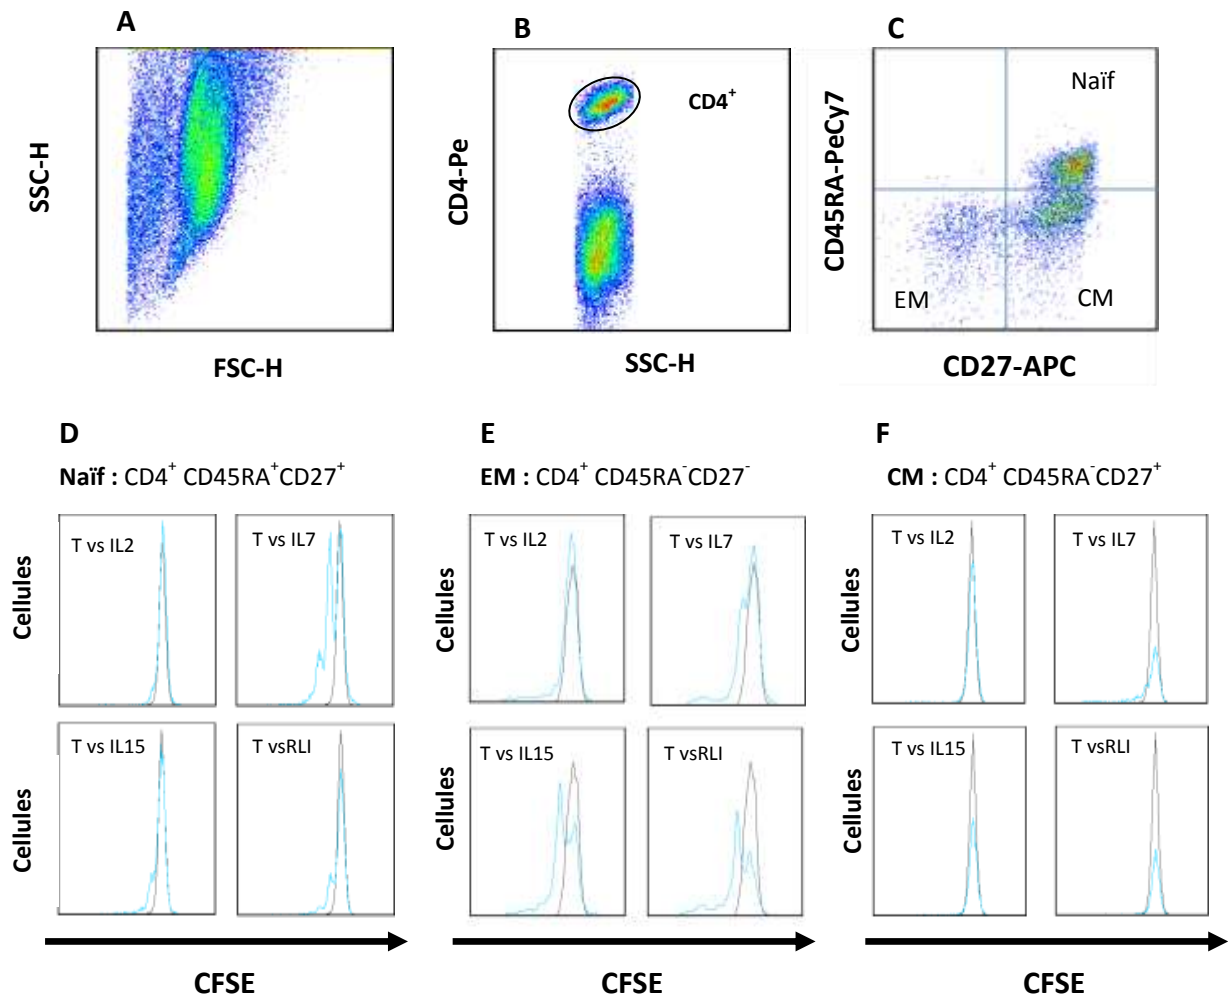 A
B
C
SSC-H
FSC-H
CD4-Pe
CD4+
SSC-H
CD45RA-PeCy7
Naïf
EM
CM
CD27-APC
D
E
F
Naïf : CD4+ CD45RA+CD27+
EM : CD4+ CD45RA-CD27-
CM : CD4+ CD45RA-CD27+
Cellules
T vs IL2
T vs IL7
Cellules
T vs IL2
T vs IL7
Cellules
T vs IL2
T vs IL7
Cellules
T vs IL15
T vsRLI
Cellules
T vs IL15
T vsRLI
Cellules
T vs IL15
T vsRLI
CFSE
CFSE
CFSE